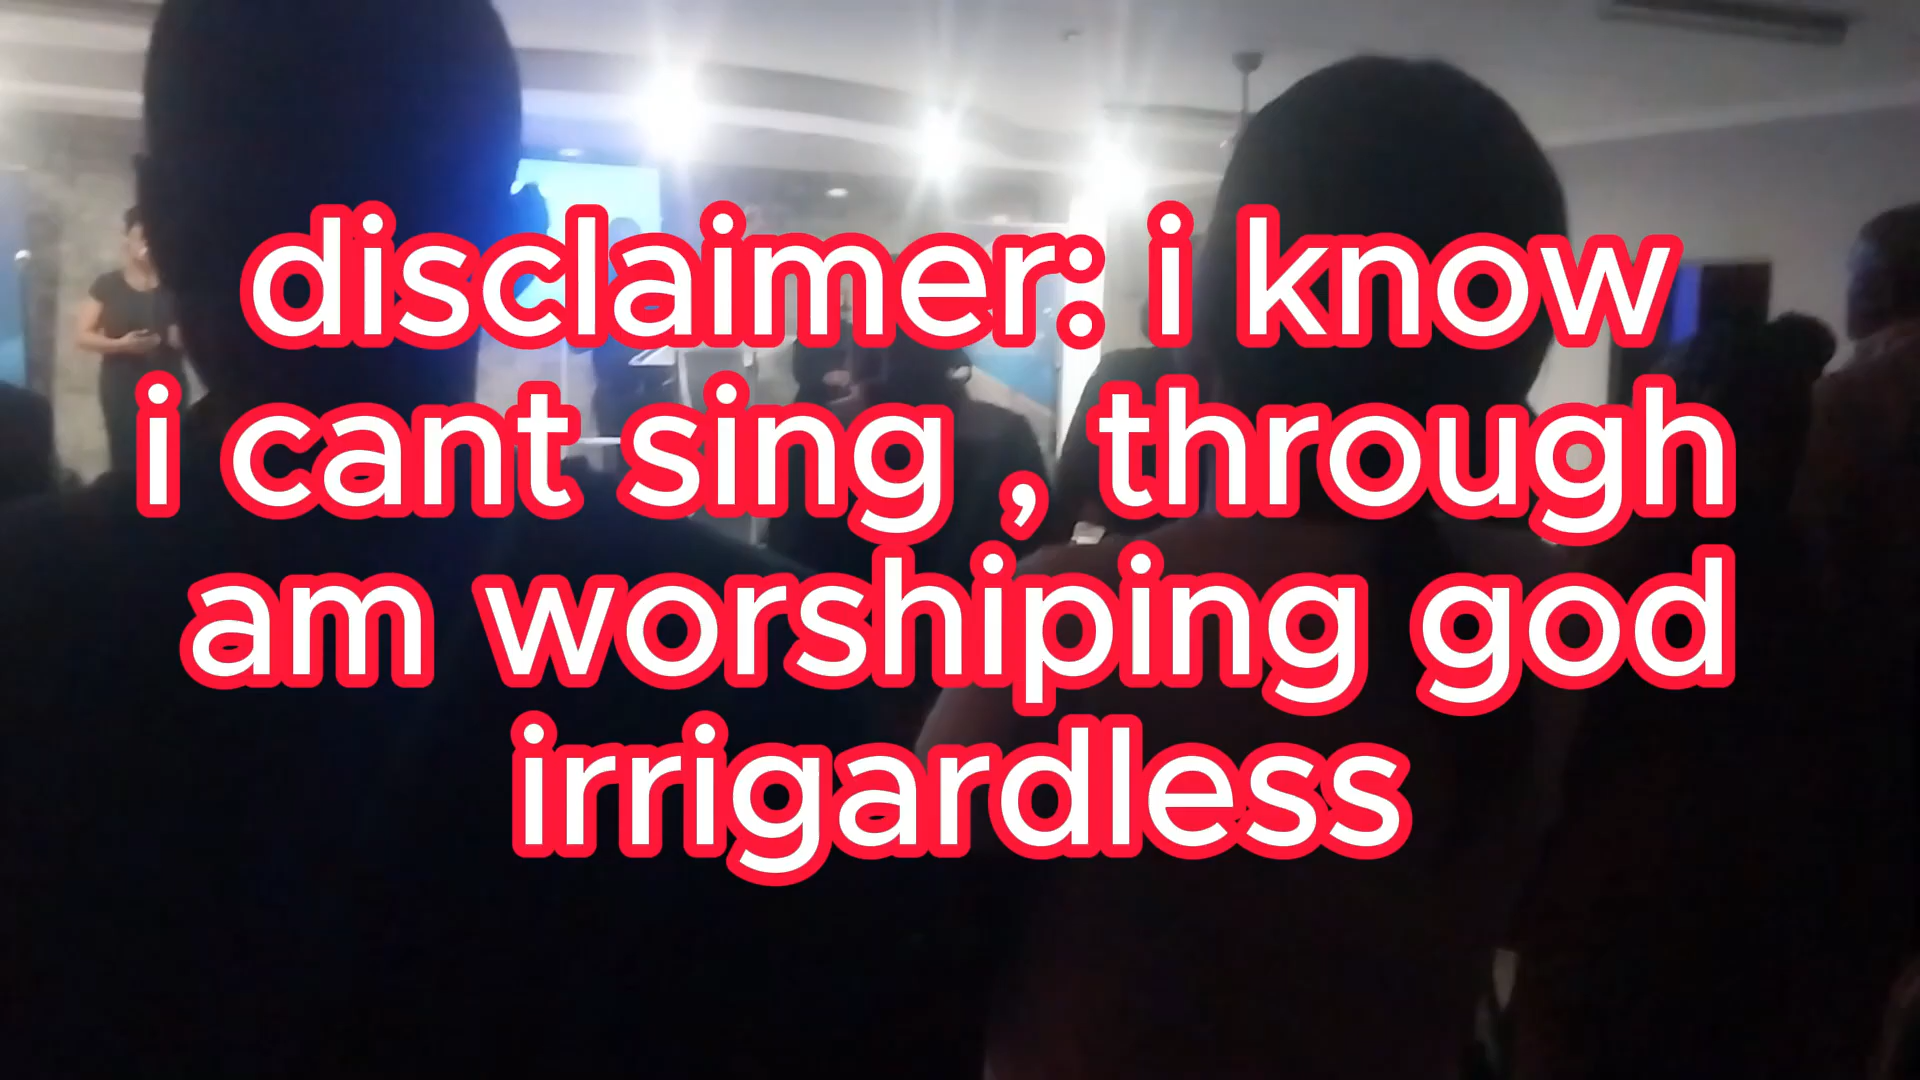 disclaimer: i know
i cant sing , through
am worshiping god
irrigardless